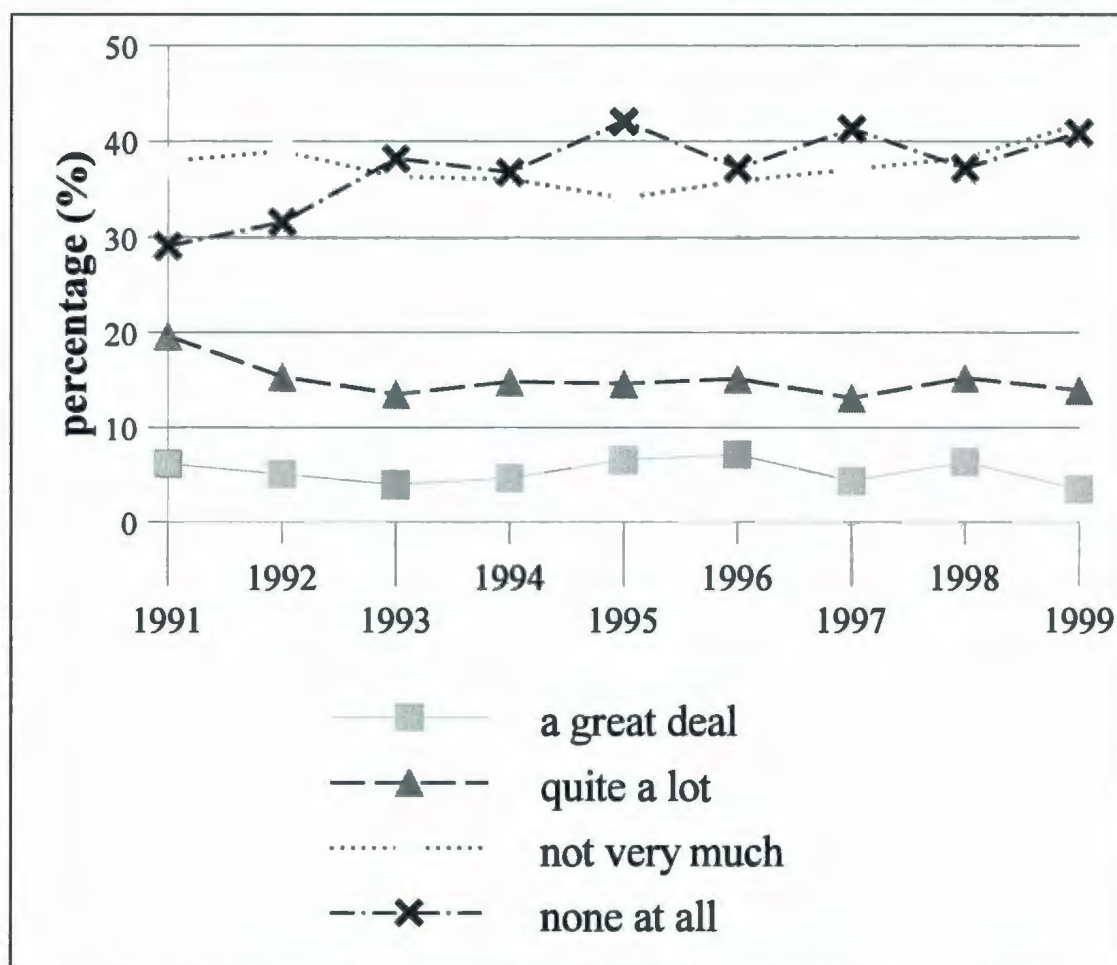 percentage (%)
50
40
30
20
10
0
1992 1994 1996 1998
1991 1993 1995 1997 1999
a great deal
quite a lot
not very much
none at all